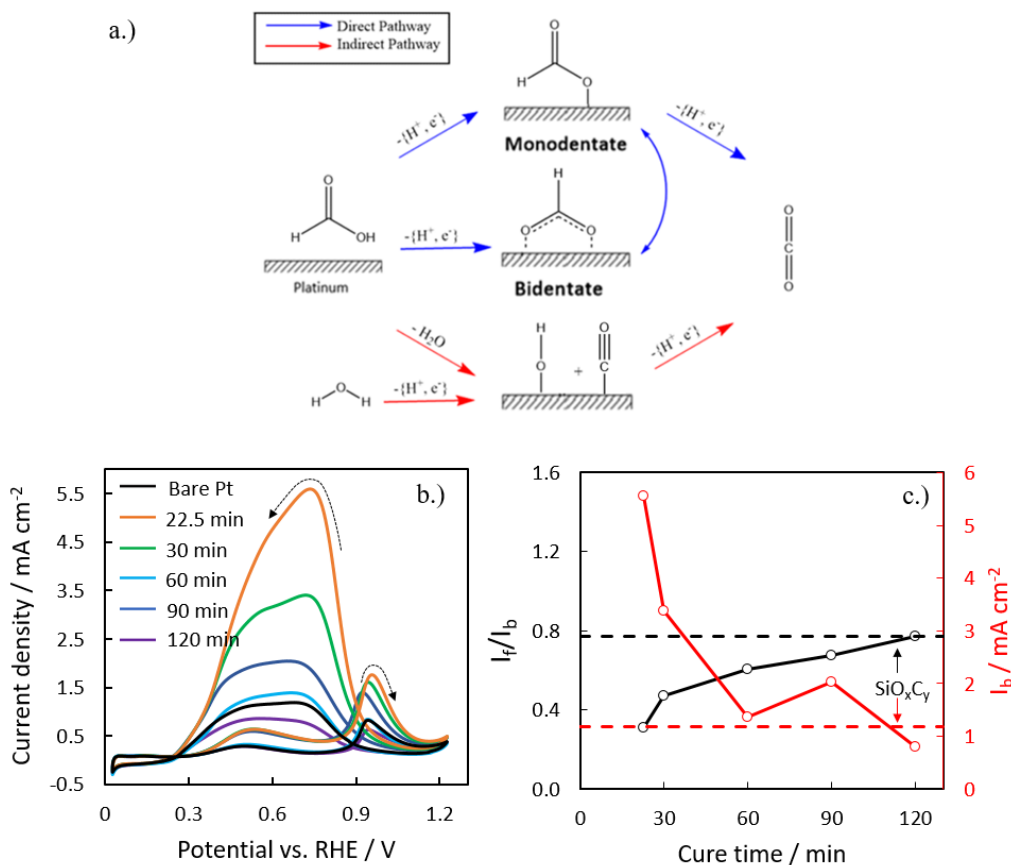 a.)
Direct Pathway
Indirect Pathway
O
H
O
-{H⁺, e⁻}
-{H⁺, e⁻}
Monodentate
O
H
OH
Platinum
-{H⁺, e⁻}
H
O
O
Bidentate
O
C
O
- H₂O
H
O
+
O
C
-{H⁺, e⁻}
H
O
H
-{H⁺, e⁻}
b.)
Current density / mA cm⁻²
5.5
4.5
3.5
2.5
1.5
0.5
-0.5
Bare Pt
22.5 min
30 min
60 min
90 min
120 min
0
0.3
0.6
0.9
1.2
Potential vs. RHE / V
c.)
I_f/I_b
1.6
1.2
0.8
0.4
0.0
SiOₓC_y
6
5
4
3
2
1
0
I_b / mA cm⁻²
0
30
60
90
120
Cure time / min